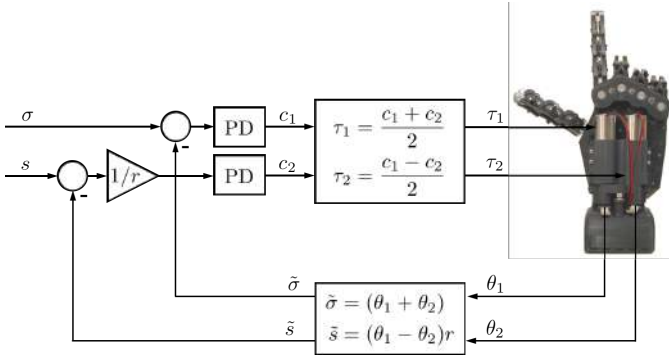 σ
s
-
-
1/r
PD
PD
c₁
c₂
τ₁ = (c₁ + c₂)/2
τ₂ = (c₁ − c₂)/2
τ₁
τ₂
σ̃
s̃
σ̃ = (θ₁ + θ₂)
s̃ = (θ₁ − θ₂)r
θ₁
θ₂